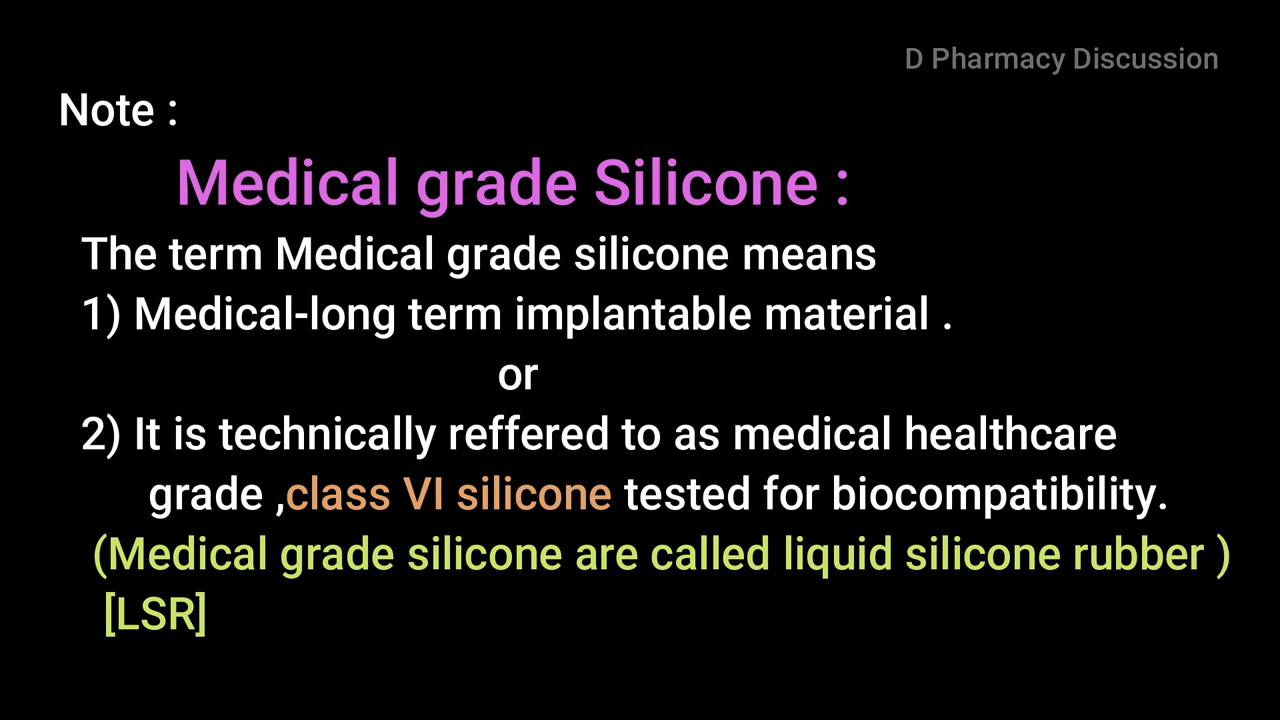 D Pharmacy Discussion
Note :
Medical grade Silicone :
The term Medical grade silicone means
1) Medical-long term implantable material .
or
2) It is technically reffered to as medical healthcare
grade ,class VI silicone tested for biocompatibility.
(Medical grade silicone are called liquid silicone rubber )
[LSR]